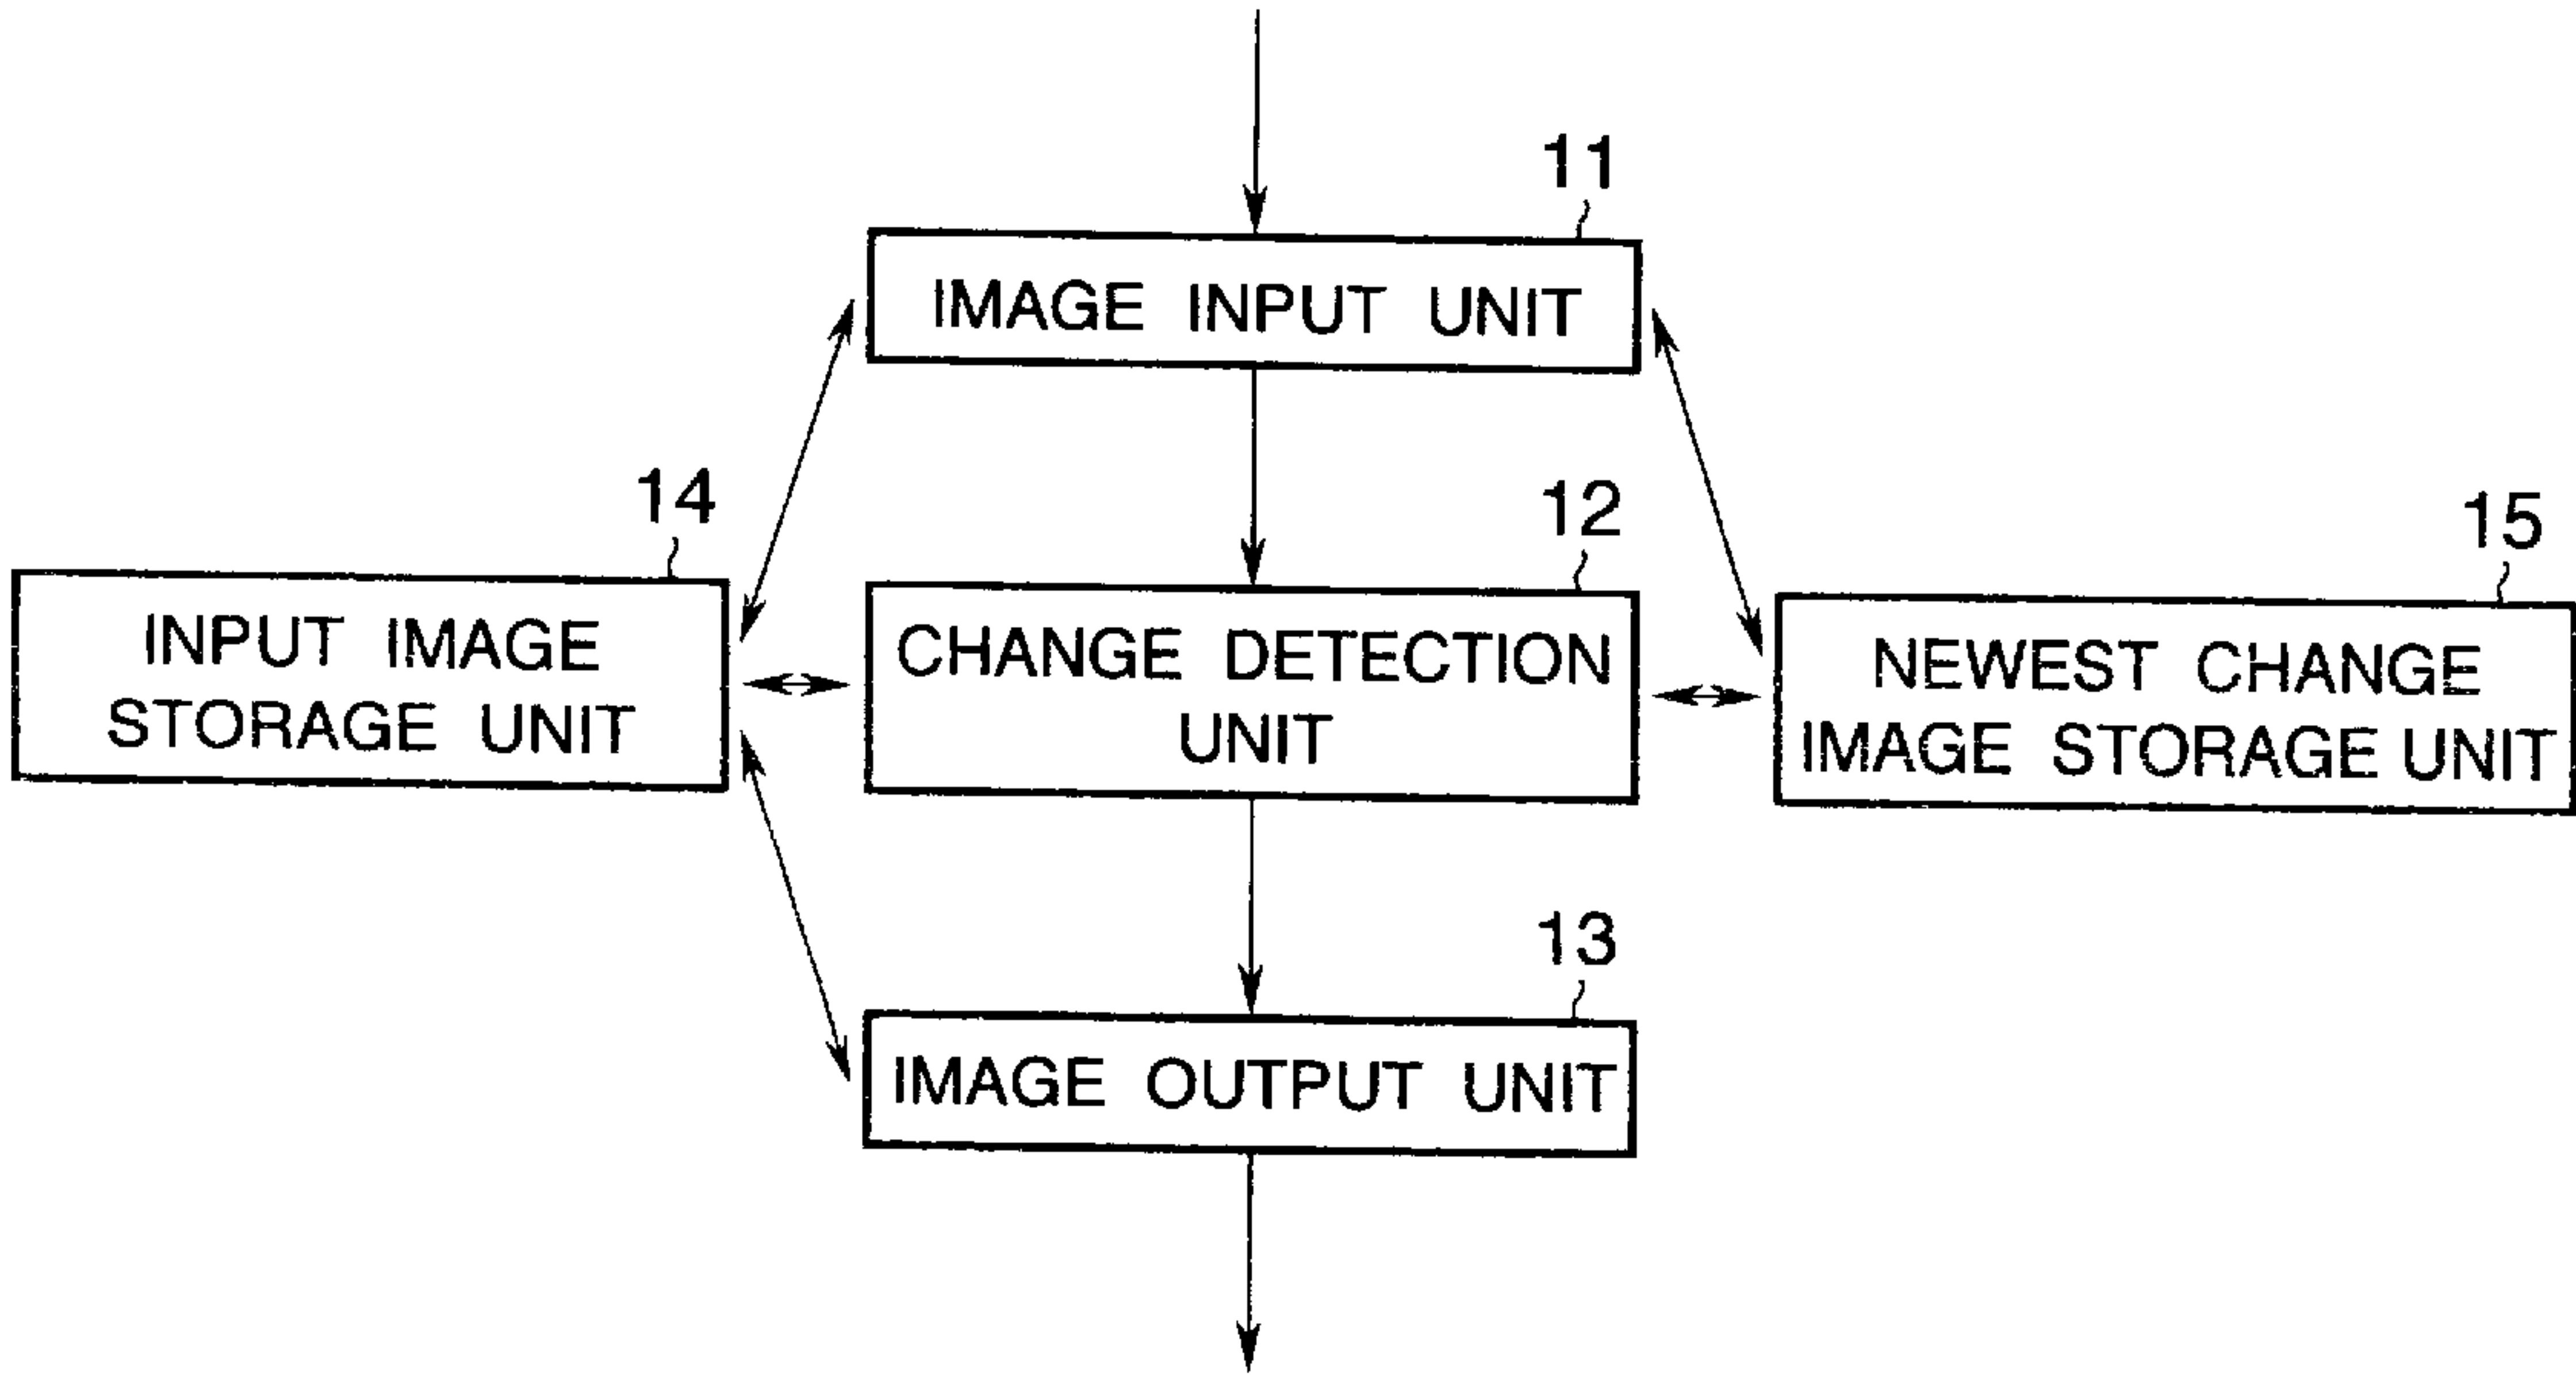 11
IMAGE INPUT UNIT
14
INPUT IMAGE
STORAGE UNIT
12
CHANGE DETECTION
UNIT
15
NEWEST CHANGE
IMAGE STORAGE UNIT
13
IMAGE OUTPUT UNIT